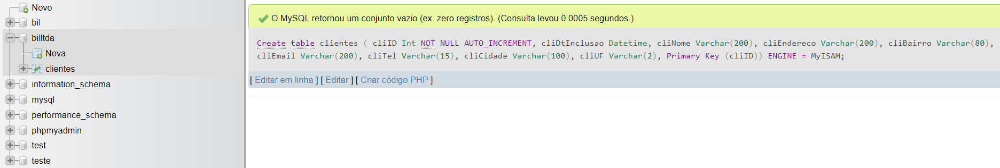 Novo
bil
billtda
Nova
clientes
information_schema
mysql
performance_schema
phpmyadmin
test
teste
O MySQL retornou um conjunto vazio (ex. zero registros). (Consulta levou 0.0005 segundos.)
Create table clientes ( cliID Int NOT NULL AUTO_INCREMENT, cliDtInclusao Datetime, cliNome Varchar(200), cliEndereco Varchar(200), cliBairro Varchar(80),
cliEmail Varchar(200), cliTel Varchar(15), cliCidade Varchar(100), cliUF Varchar(2), Primary Key (cliID)) ENGINE = MyISAM;
[ Editar em linha ] [ Editar ] [ Criar código PHP ]